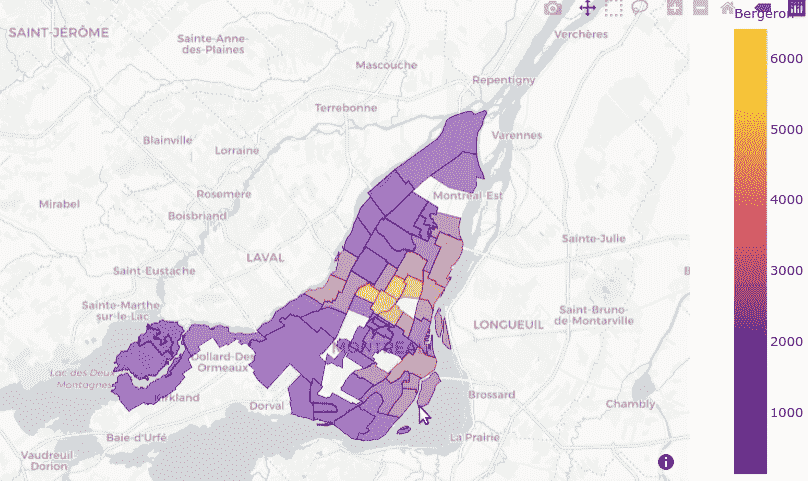 SAINT-JÉRÔME
Sainte-Anne-
des-Plaines
Verchères
Mascouche
Repentigny
Terrebonne
Blainville
Varennes
Lorraine
Rosemère
Mirabel
Boisbriand
Montréal-Est
Sainte-Julie
LAVAL
Saint-Eustache
Sainte-Marthe-
sur-le-Lac
Saint-Bruno-
de-Montarville
LONGUEUIL
MONTRÉAL
Dollard-Des
Ormeaux
Lac des Deux
Montagnes
Kirkland
Dorval
Brossard
Chambly
Baie-d'Urfé
La Prairie
Vaudreuil
Dorion
Bergeron
6000
5000
4000
3000
2000
1000